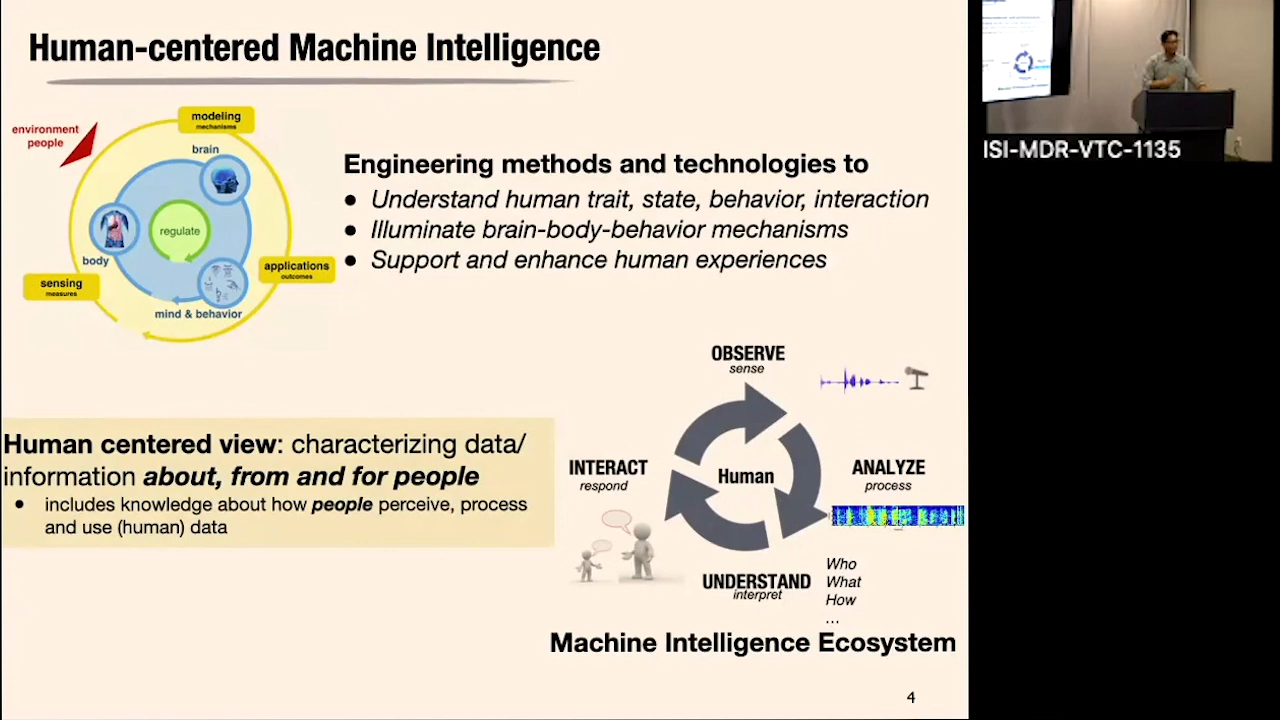 Human-centered Machine Intelligence
modeling
mechanisms
environment
people
brain
regulate
body
sensing
measures
applications
outcomes
mind & behavior
Engineering methods and technologies to
● Understand human trait, state, behavior, interaction
● Illuminate brain-body-behavior mechanisms
● Support and enhance human experiences
Human centered view: characterizing data/
information about, from and for people
● includes knowledge about how people perceive, process
and use (human) data
OBSERVE
sense
INTERACT
respond
Human
ANALYZE
process
UNDERSTAND
interpret
Who
What
How
...
Machine Intelligence Ecosystem
4
ISI-MDR-VTC-1135